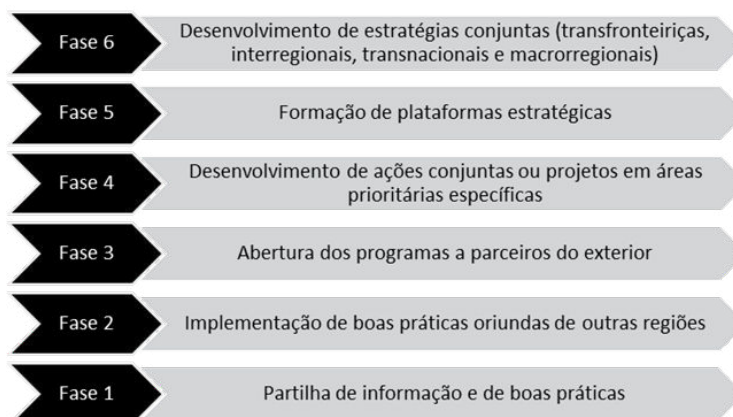 Fase 6
Desenvolvimento de estratégias conjuntas (transfronteiriças,
interregionais, transnacionais e macrorregionais)
Fase 5
Formação de plataformas estratégicas
Fase 4
Desenvolvimento de ações conjuntas ou projetos em áreas
prioritárias específicas
Fase 3
Abertura dos programas a parceiros do exterior
Fase 2
Implementação de boas práticas oriundas de outras regiões
Fase 1
Partilha de informação e de boas práticas